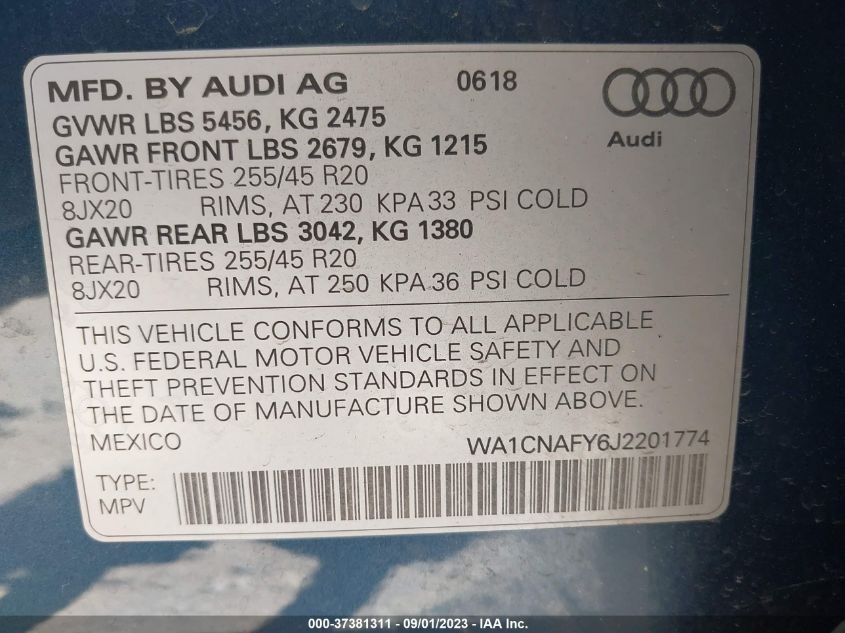 MFD. BY AUDI AG 0618
Audi
GVWR LBS 5456, KG 2475
GAWR FRONT LBS 2679, KG 1215
FRONT-TIRES 255/45 R20
8JX20 RIMS, AT 230 KPA 33 PSI COLD
GAWR REAR LBS 3042, KG 1380
REAR-TIRES 255/45 R20
8JX20 RIMS, AT 250 KPA 36 PSI COLD
THIS VEHICLE CONFORMS TO ALL APPLICABLE
U.S. FEDERAL MOTOR VEHICLE SAFETY AND
THEFT PREVENTION STANDARDS IN EFFECT ON
THE DATE OF MANUFACTURE SHOWN ABOVE.
MEXICO WA1CNAFY6J2201774
TYPE:
MPV
000-37381311 - 09/01/2023 - WA1 - IAA Inc.